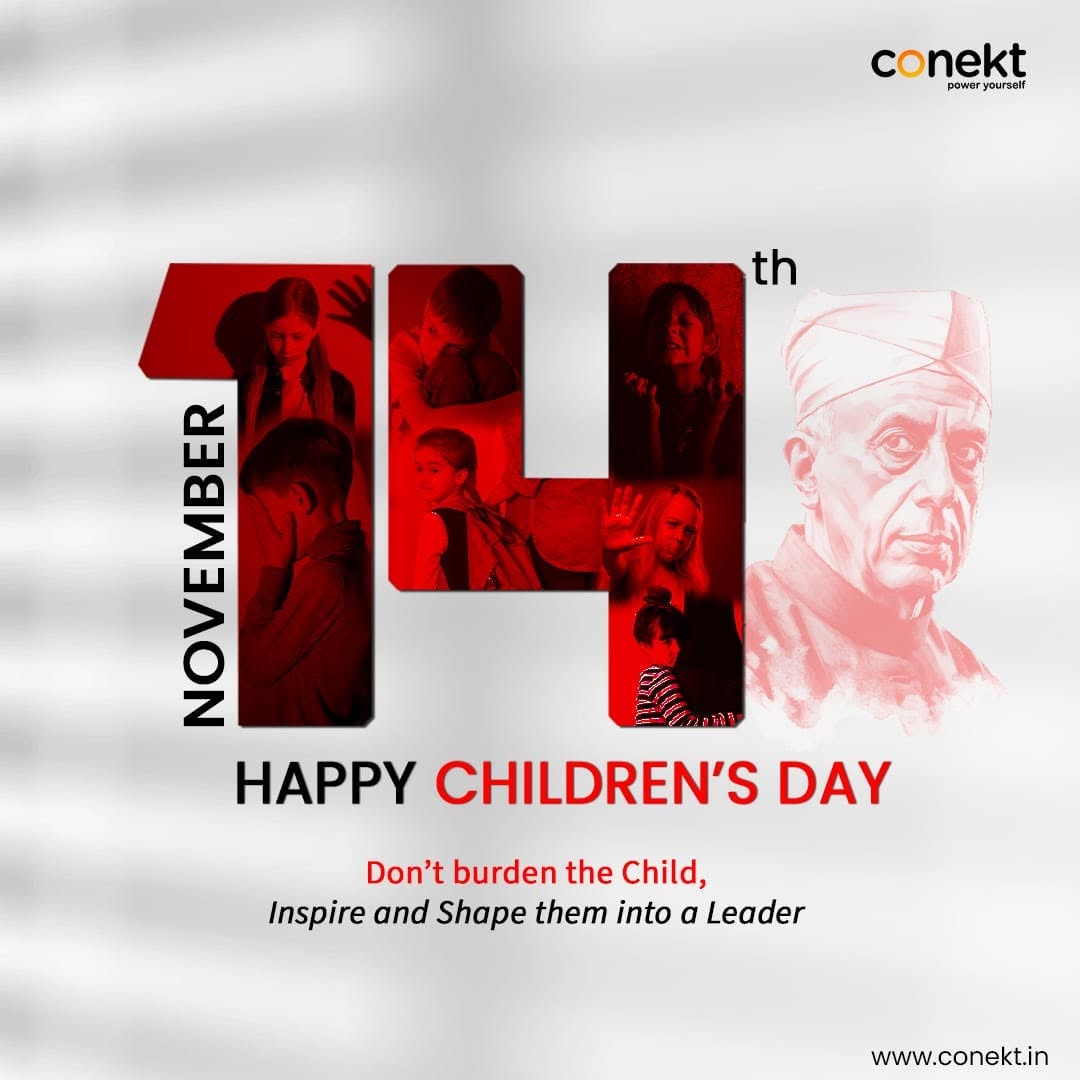 conekt
power yourself
14th
NOVEMBER
HAPPY CHILDREN'S DAY
Don't burden the Child,
Inspire and Shape them into a Leader
www.conekt.in